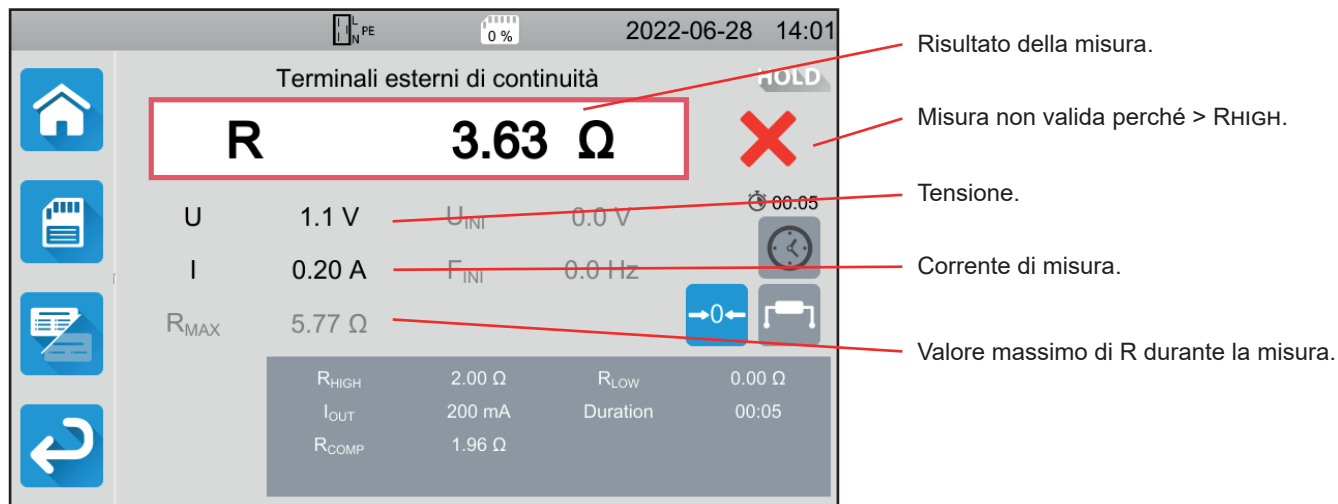 L
N PE
0 %
2022-06-28 14:01
Terminali esterni di continuità
HOLD
R 3.63 Ω
U 1.1 V UINI 0.0 V
00:05
I 0.20 A FINI 0.0 Hz
RMAX 5.77 Ω
→0←
RHIGH 2.00 Ω RLOW 0.00 Ω
IOUT 200 mA Duration 00:05
RCOMP 1.96 Ω
Risultato della misura.
Misura non valida perché > RHIGH.
Tensione.
Corrente di misura.
Valore massimo di R durante la misura.